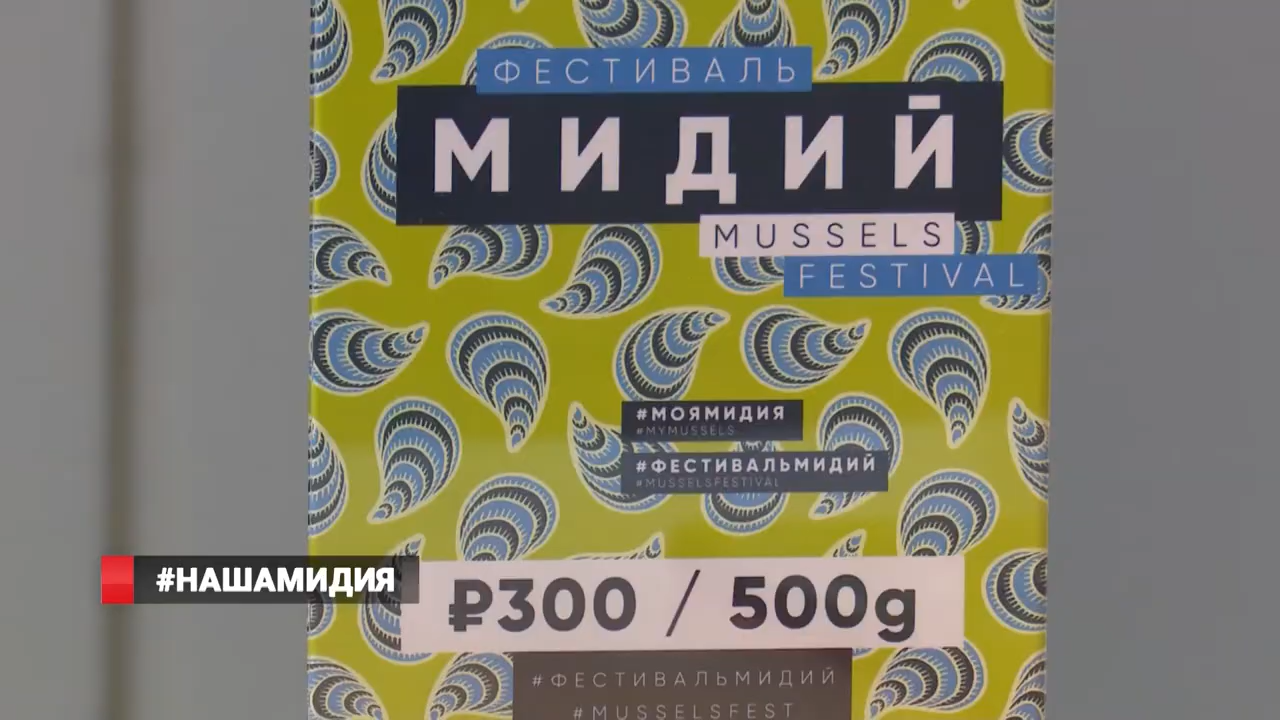 ФЕСТИВАЛЬ
МИДИЙ
MUSSELS
FESTIVAL
#МОЯМИДИЯ
#MYMUSSELS
#ФЕСТИВАЛЬМИДИЙ
#MUSSELSFESTIVAL
#НАШАМИДИЯ
₽300 / 500g
#ФЕСТИВАЛЬМИДИЙ
#MUSSELSFEST